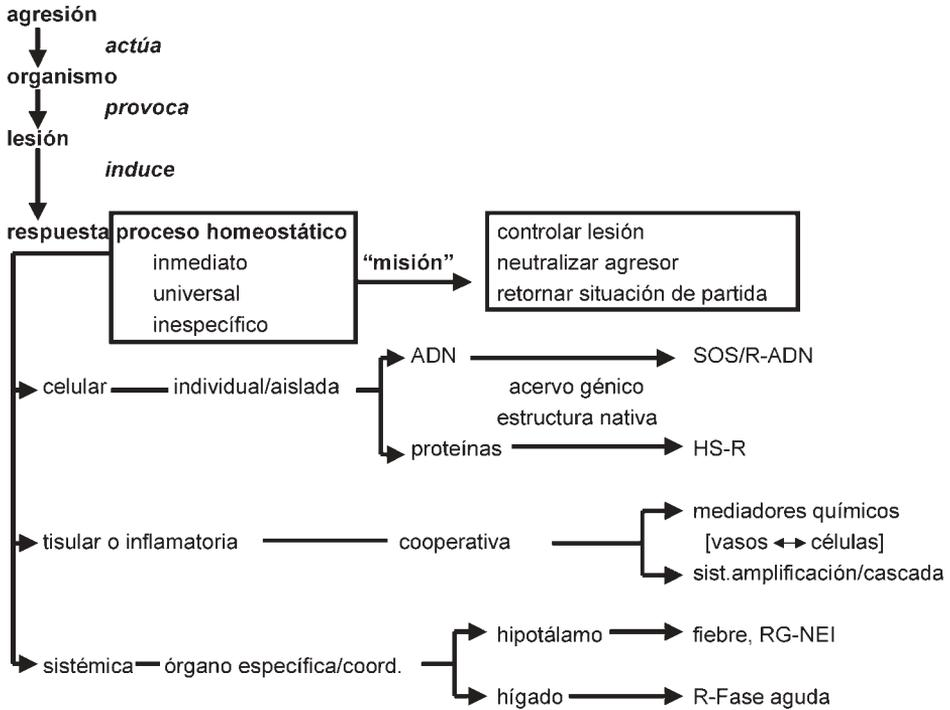 agresión
actúa
organismo
provoca
lesión
induce
respuesta proceso homeostático
inmediato
universal
inespecífico
“misión”
controlar lesión
neutralizar agresor
retornar situación de partida
celular individual/aislada
ADN SOS/R-ADN
acervo génico
estructura nativa
proteínas HS-R
tisular o inflamatoria cooperativa
mediadores químicos
[vasos ↔ células]
sist.amplificación/cascada
sistémica órgano específica/coord.
hipotálamo fiebre, RG-NEI
hígado R-Fase aguda